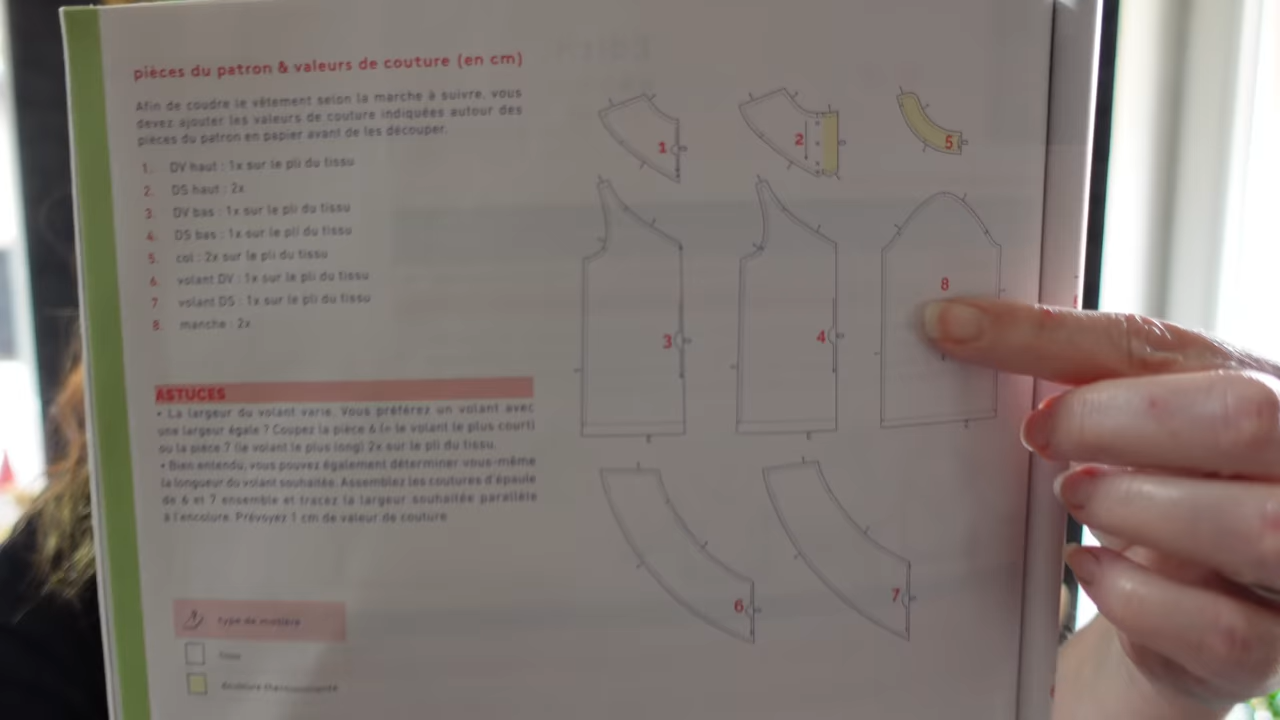 pièces du patron & valeurs de couture (en cm)
Afin de coudre le vêtement selon la marche à suivre, vous
devez ajouter les valeurs de couture indiquées autour des
pièces du patron en papier avant de les découper.
1. DV haut : 1x sur le pli du tissu
2. DS haut : 2x
3. DV bas : 1x sur le pli du tissu
4. DS bas : 1x sur le pli du tissu
5. col : 2x sur le pli du tissu
6. volant DV : 1x sur le pli du tissu
7. volant DS : 1x sur le pli du tissu
8. manche : 2x
ASTUCES
• La largeur du volant varie. Vous préférez un volant avec
une largeur égale ? Coupez la pièce 6 (= le volant le plus court)
ou la pièce 7 (le volant le plus long) 2x sur le pli du tissu.
• Bien entendu, vous pouvez également déterminer vous-même
la longueur du volant souhaitée. Assemblez les coutures d'épaule
de 6 et 7 ensemble et tracez la largeur souhaitée parallèle
à l'encolure. Prévoyez 1 cm de valeur de couture
type de matière
tissu
1
2
5
3
4
8
6
7